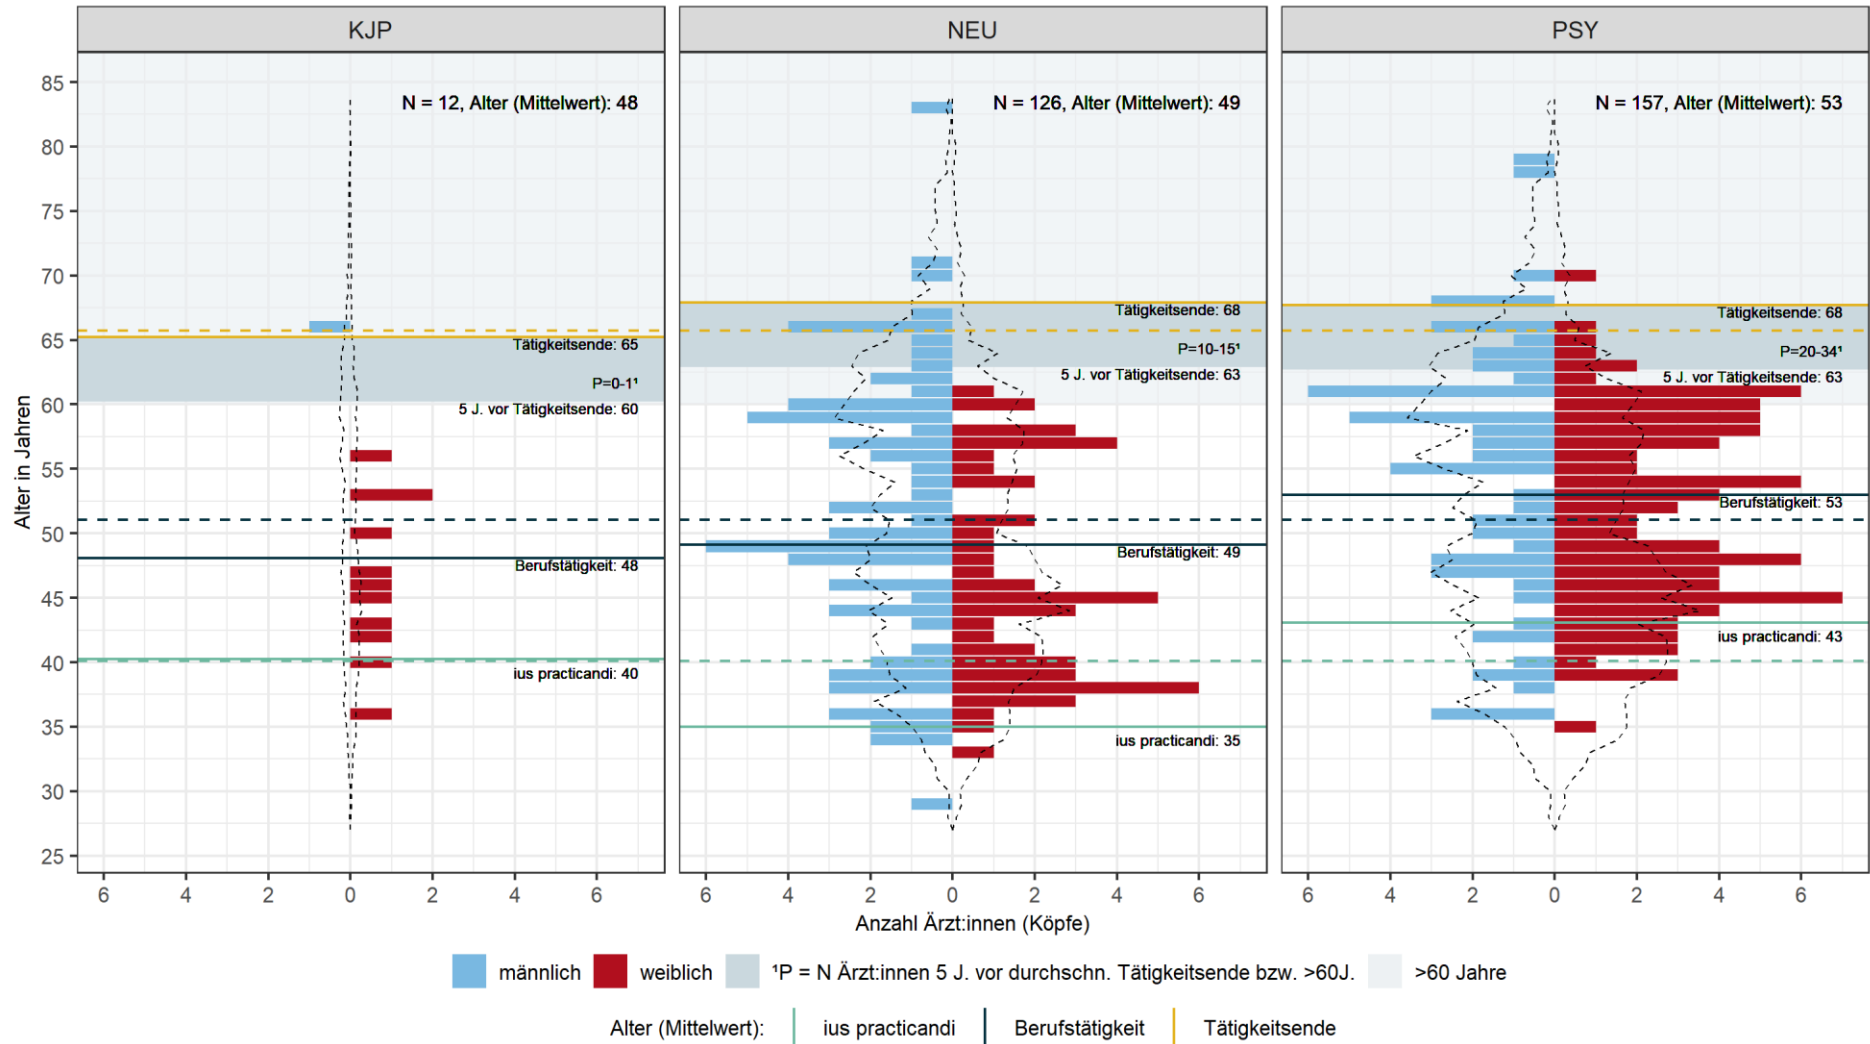 KJP
NEU
PSY
N = 12, Alter (Mittelwert): 48
N = 126, Alter (Mittelwert): 49
N = 157, Alter (Mittelwert): 53
Alter in Jahren
85
80
75
70
65
60
55
50
45
40
35
30
25
Tätigkeitsende: 65
P=0-1¹
5 J. vor Tätigkeitsende: 60
Berufstätigkeit: 48
ius practicandi: 40
Tätigkeitsende: 68
P=10-15¹
5 J. vor Tätigkeitsende: 63
Berufstätigkeit: 49
ius practicandi: 35
Tätigkeitsende: 68
P=20-34¹
5 J. vor Tätigkeitsende: 63
Berufstätigkeit: 53
ius practicandi: 43
6 4 2 0 2 4 6
6 4 2 0 2 4 6
6 4 2 0 2 4 6
Anzahl Ärzt:innen (Köpfe)
männlich weiblich ¹P = N Ärzt:innen 5 J. vor durchschn. Tätigkeitsende bzw. >60J. >60 Jahre
Alter (Mittelwert): ius practicandi Berufstätigkeit Tätigkeitsende